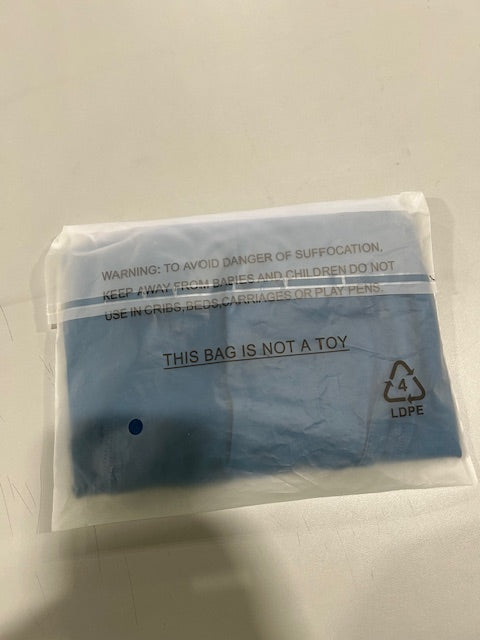 WARNING: TO AVOID DANGER OF SUFFOCATION,
KEEP AWAY FROM BABIES AND CHILDREN DO NOT
USE IN CRIBS, BEDS,CARRIAGES OR PLAY PENS.
THIS BAG IS NOT A TOY
4
LDPE